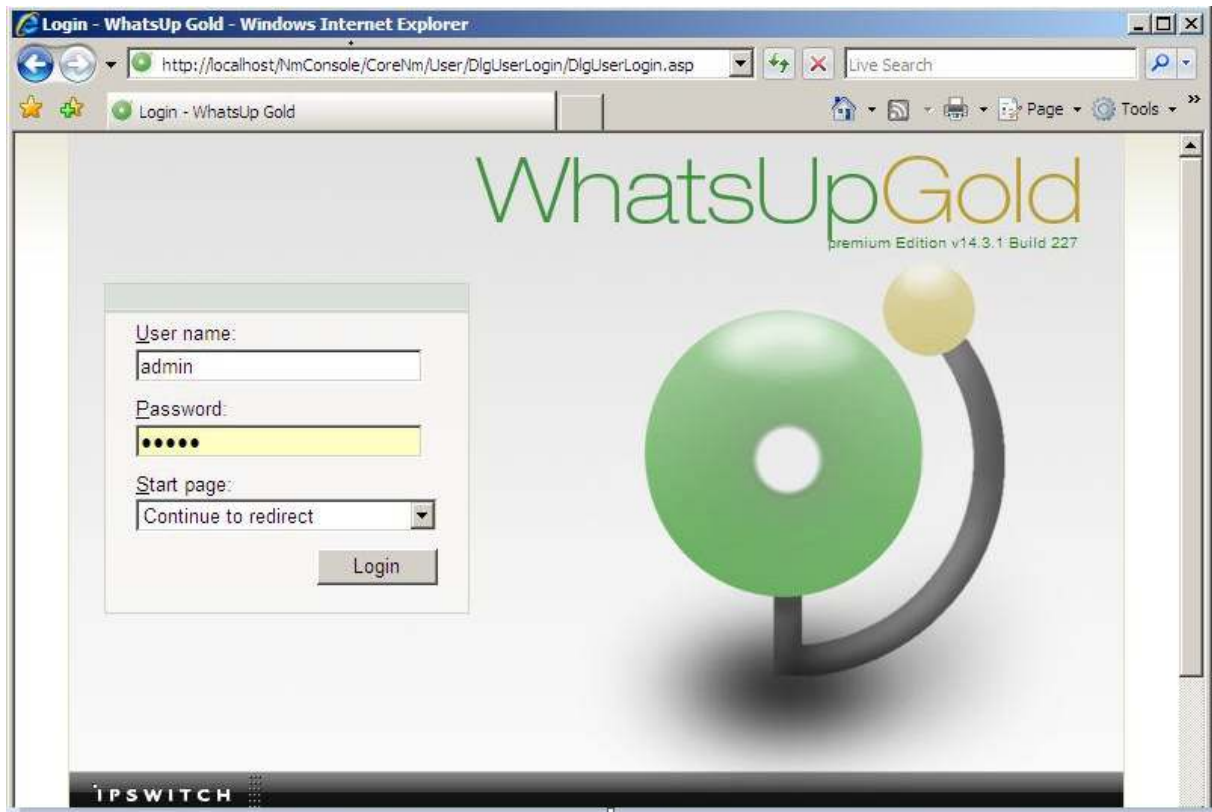 Login - WhatsUp Gold - Windows Internet Explorer
http://localhost/NmConsole/CoreNm/User/DlgUserLogin/DlgUserLogin.asp
Live Search
Login - WhatsUp Gold
Page
Tools
WhatsUpGold
premium Edition v14.3.1 Build 227
User name:
admin
Password:
•••••
Start page:
Continue to redirect
Login
IPSWITCH